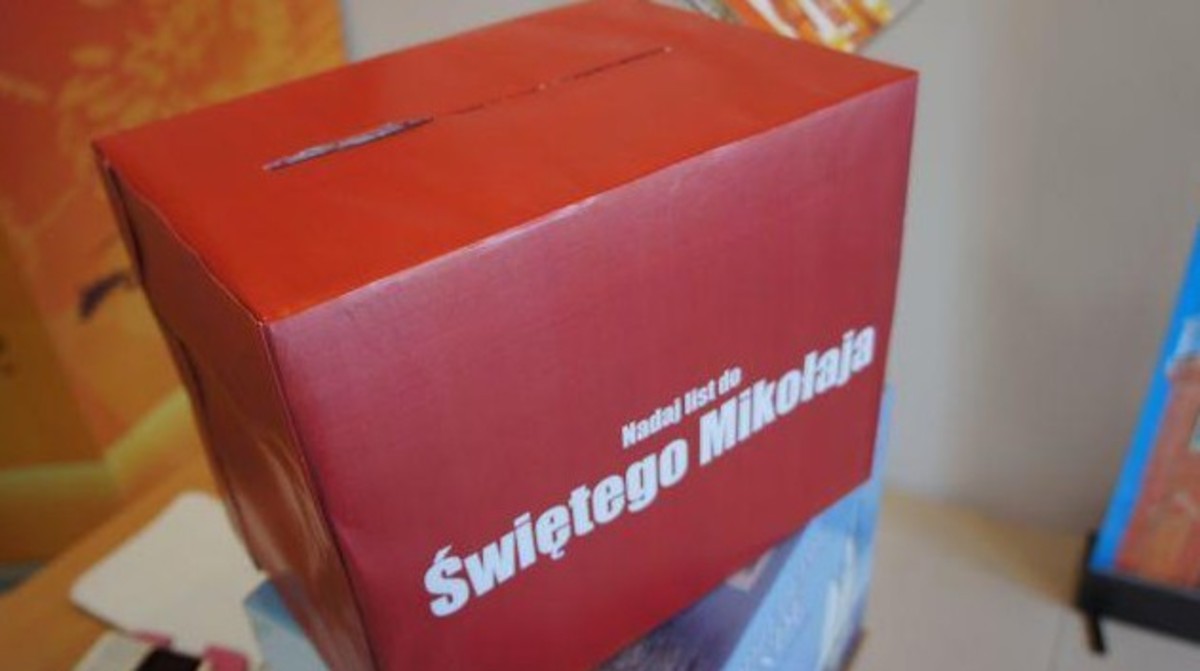 Nadaj list do
Świętego Mikołaja